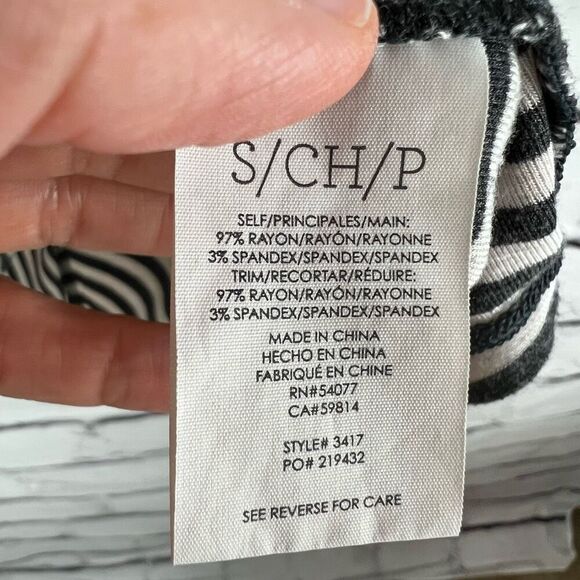 S/CH/P
SELF/PRINCIPALES/MAIN:
97% RAYON/RAYÓN/RAYONNE
3% SPANDEX/SPANDEX/SPANDEX
TRIM/RECORTAR/RÉDUIRE:
97% RAYON/RAYÓN/RAYONNE
3% SPANDEX/SPANDEX/SPANDEX
MADE IN CHINA
HECHO EN CHINA
FABRIQUÉ EN CHINE
RN#54077
CA#59814
STYLE# 3417
PO# 219432
SEE REVERSE FOR CARE